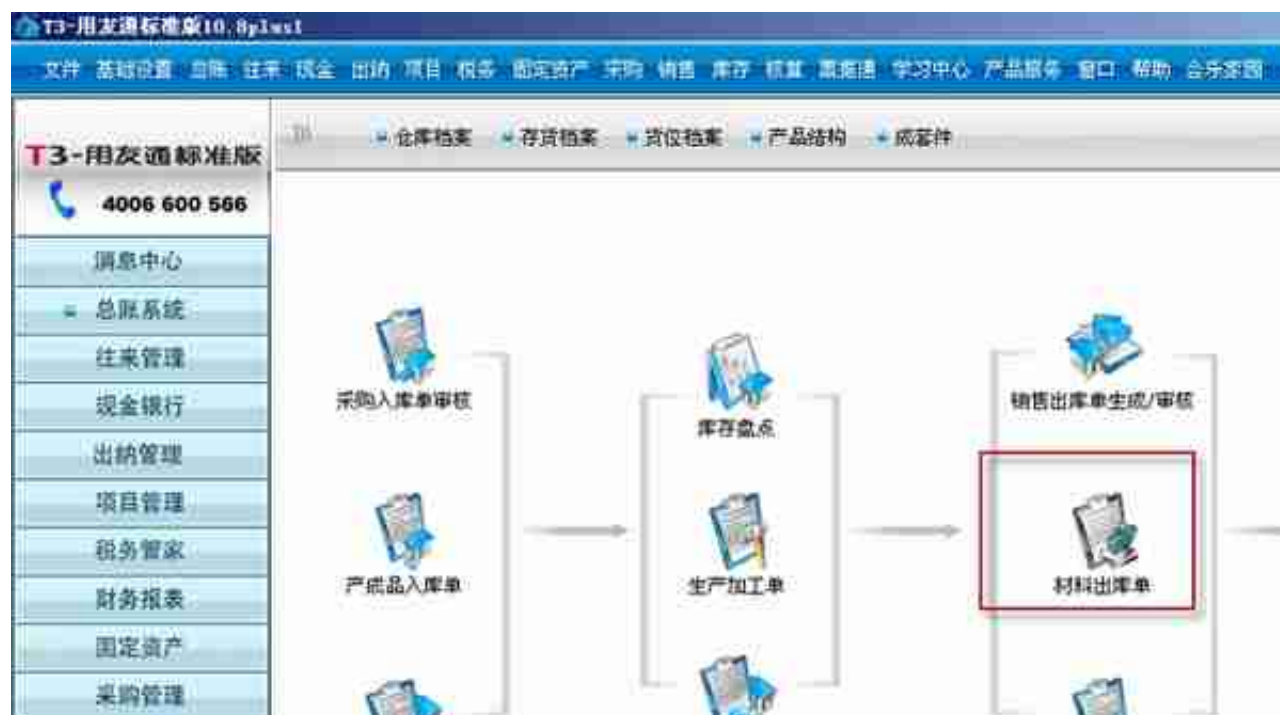 T3-用友通标准版10.8plus1
文件 基础设置 总账 往来 现金 出纳 项目 税务 固定资产 采购 销售 库存 核算 票据通 学习中心 产品服务 窗口 帮助 会乐家园
仓库档案 存货档案 货位档案 产品结构 成套件
T3-用友通标准版
4006 600 566
消息中心
总账系统
往来管理
现金银行
出纳管理
项目管理
税务管家
财务报表
固定资产
采购管理
采购入库单审核
库存盘点
销售出库单生成/审核
产成品入库单
生产加工单
材料出库单